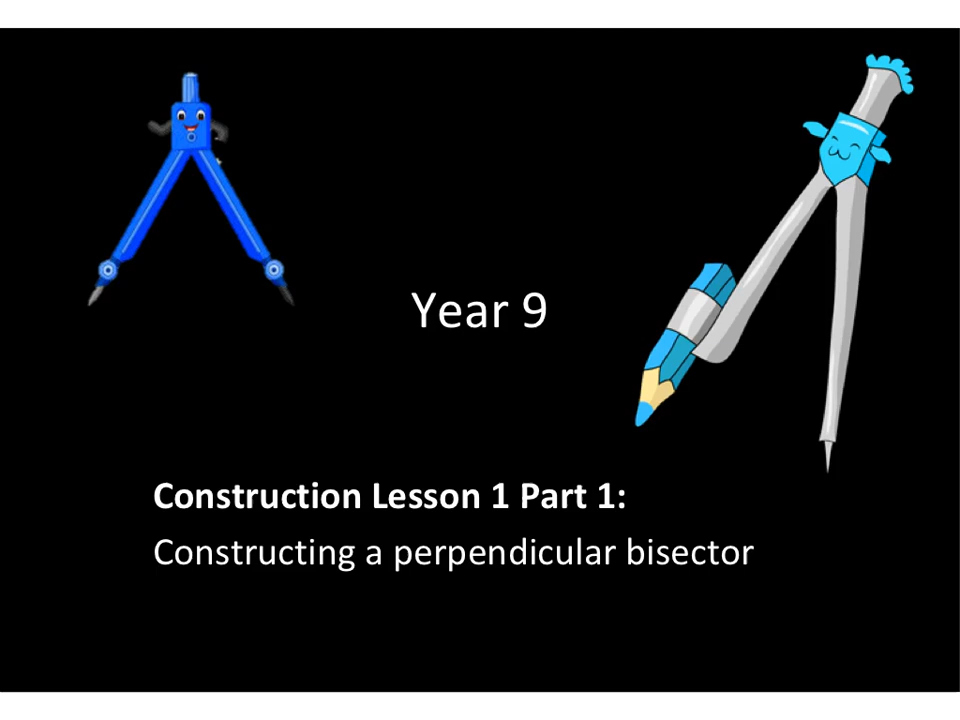 Year 9
Construction Lesson 1 Part 1:
Constructing a perpendicular bisector